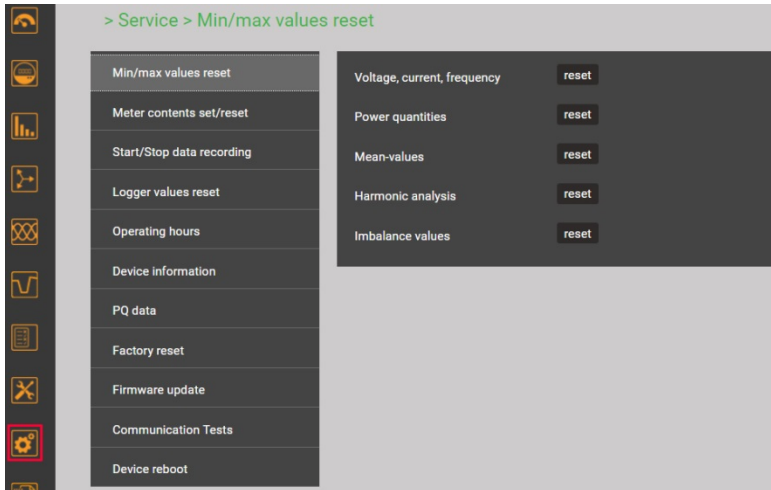 > Service > Min/max values reset
Min/max values reset
Meter contents set/reset
Start/Stop data recording
Logger values reset
Operating hours
Device information
PQ data
Factory reset
Firmware update
Communication Tests
Device reboot
Voltage, current, frequency reset
Power quantities reset
Mean-values reset
Harmonic analysis reset
Imbalance values reset